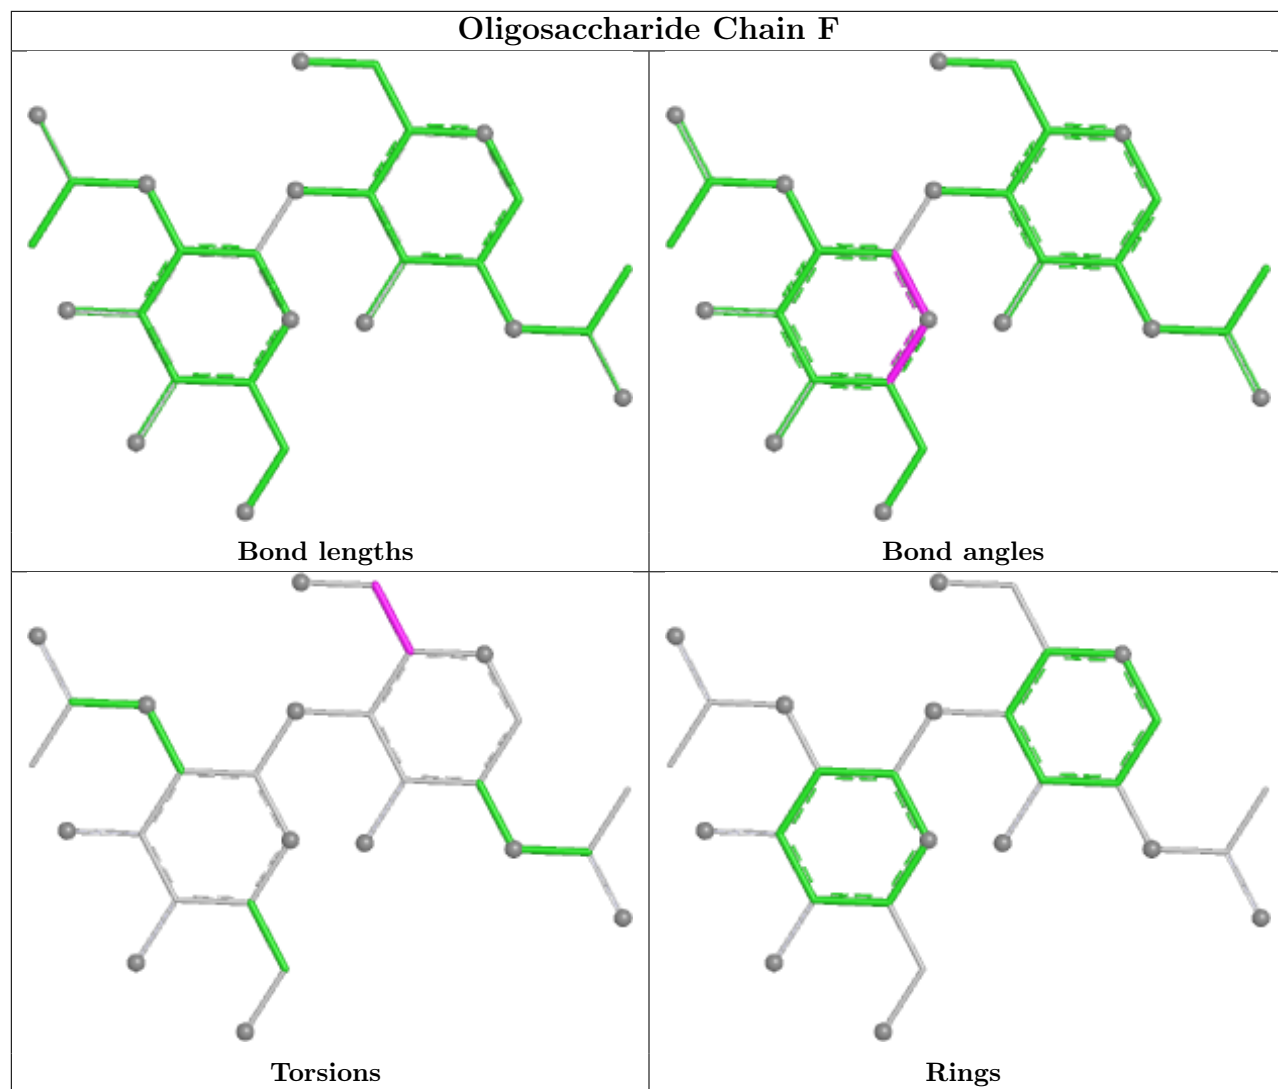 Oligosaccharide Chain F
Bond lengths
Bond angles
Torsions
Rings